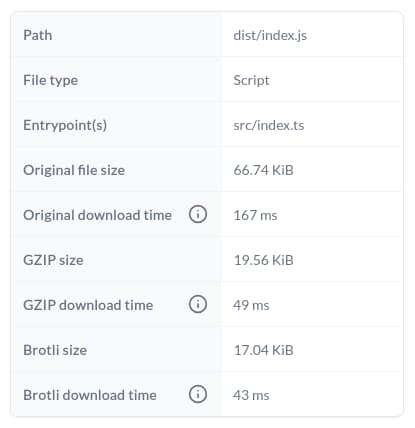 Path dist/index.js
File type Script
Entrypoint(s) src/index.ts
Original file size 66.74 KiB
Original download time 167 ms
GZIP size 19.56 KiB
GZIP download time 49 ms
Brotli size 17.04 KiB
Brotli download time 43 ms